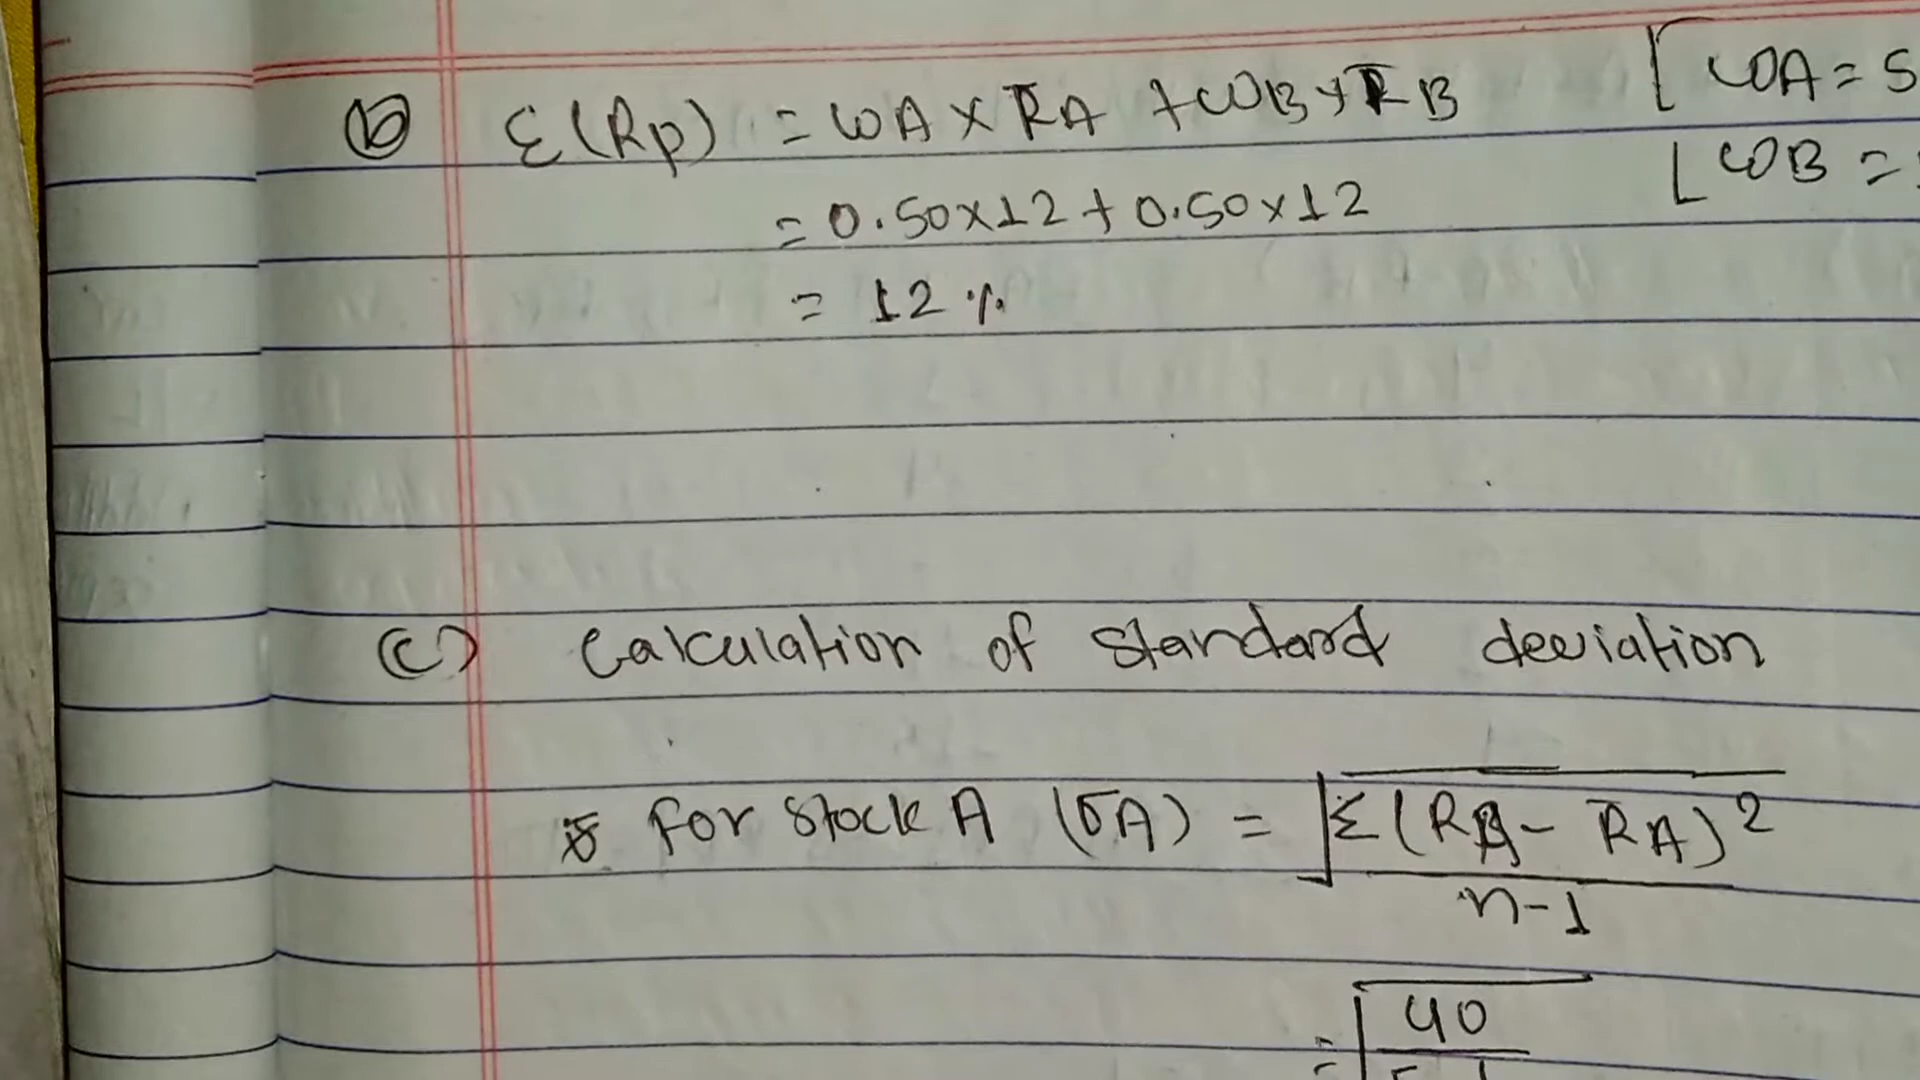 (b) Σ(Rp) = WA × R̄A + WB × R̄B [WA = 5
[WB =
= 0.50×12 + 0.50×12
= 12 %
(c) Calculation of standard deviation
* For Stock A (σA) = √Σ(RA - R̄A)²
n-1
= √40